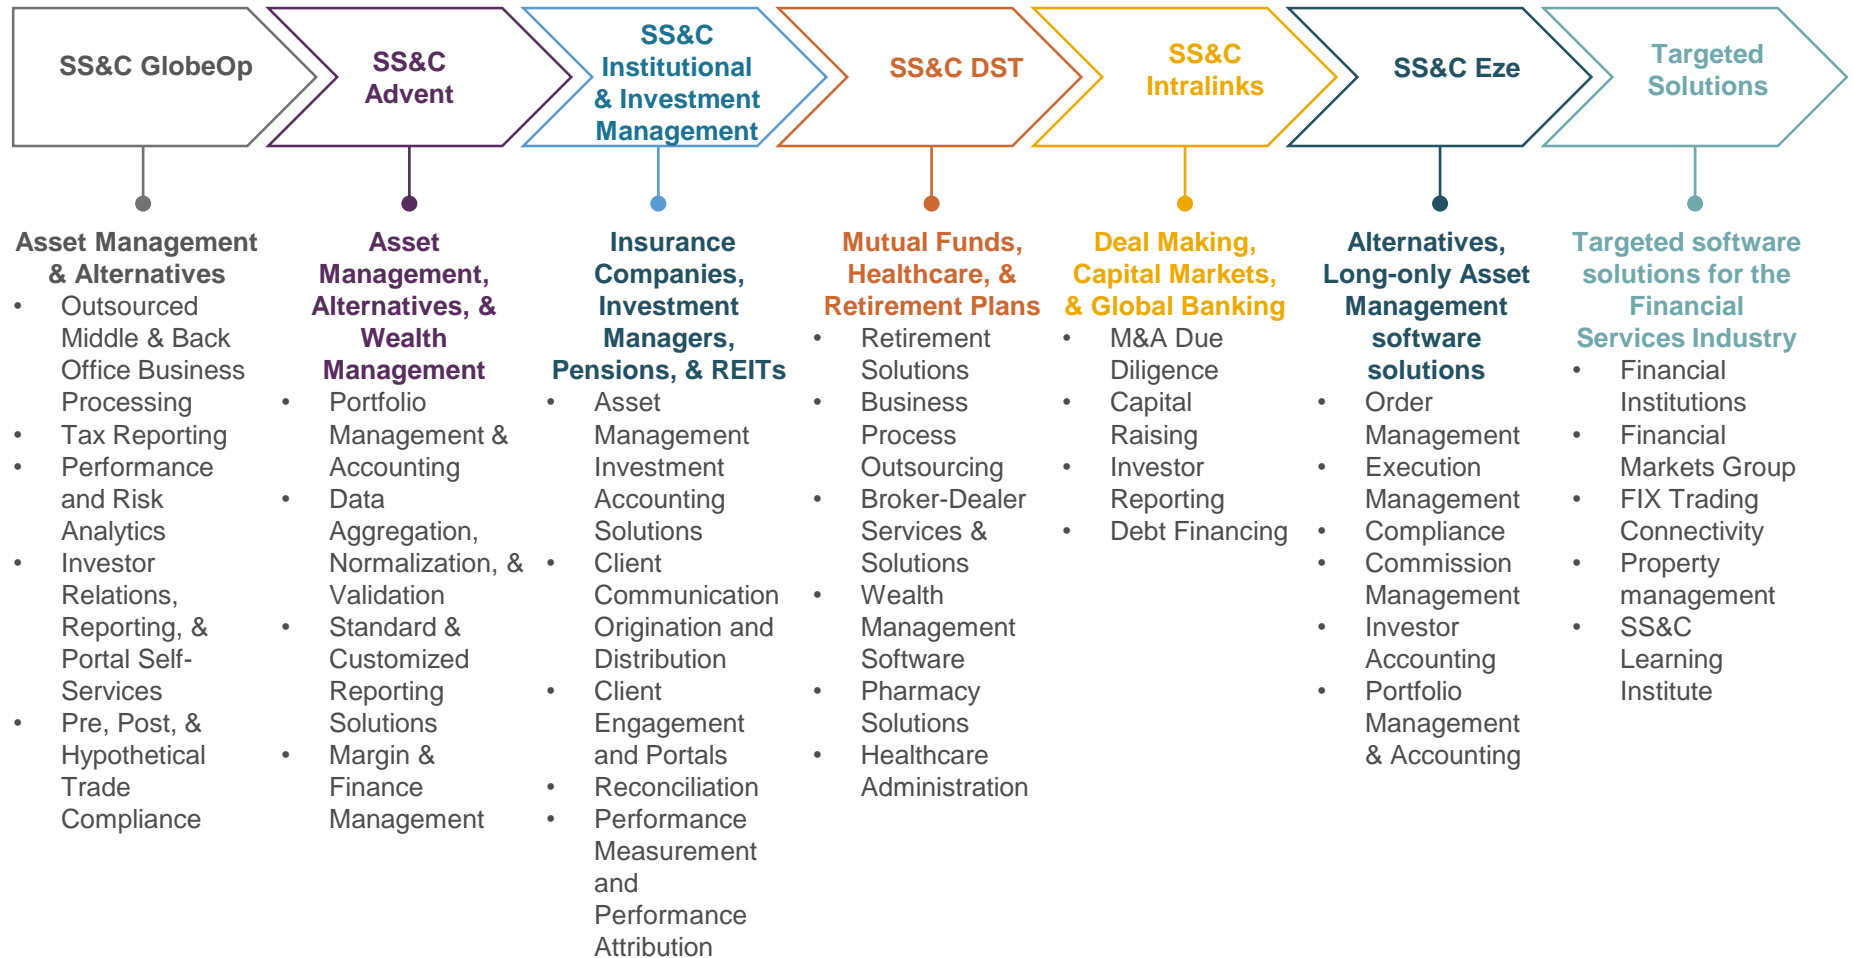 SS&C GlobeOp
SS&C
Advent
SS&C
Institutional
& Investment
Management
SS&C DST
SS&C
Intralinks
SS&C Eze
Targeted
Solutions
Asset Management
& Alternatives
• Outsourced
Middle & Back
Office Business
Processing
• Tax Reporting
• Performance
and Risk
Analytics
• Investor
Relations,
Reporting, &
Portal Self-
Services
• Pre, Post, &
Hypothetical
Trade
Compliance
Asset
Management,
Alternatives, &
Wealth
Management
• Portfolio
Management &
Accounting
• Data
Aggregation,
Normalization, &
Validation
• Standard &
Customized
Reporting
Solutions
• Margin &
Finance
Management
Insurance
Companies,
Investment
Managers,
Pensions, & REITs
• Asset
Management
Investment
Accounting
Solutions
• Client
Communication
Origination and
Distribution
• Client
Engagement
and Portals
• Reconciliation
• Performance
Measurement
and
Performance
Attribution
Mutual Funds,
Healthcare, &
Retirement Plans
• Retirement
Solutions
• Business
Process
Outsourcing
• Broker-Dealer
Services &
Solutions
• Wealth
Management
Software
• Pharmacy
Solutions
• Healthcare
Administration
Deal Making,
Capital Markets,
& Global Banking
• M&A Due
Diligence
• Capital
Raising
• Investor
Reporting
• Debt Financing
Alternatives,
Long-only Asset
Management
software
solutions
• Order
Management
• Execution
Management
• Compliance
• Commission
Management
• Investor
Accounting
• Portfolio
Management
& Accounting
Targeted software
solutions for the
Financial
Services Industry
• Financial
Institutions
• Financial
Markets Group
• FIX Trading
Connectivity
• Property
management
• SS&C
Learning
Institute